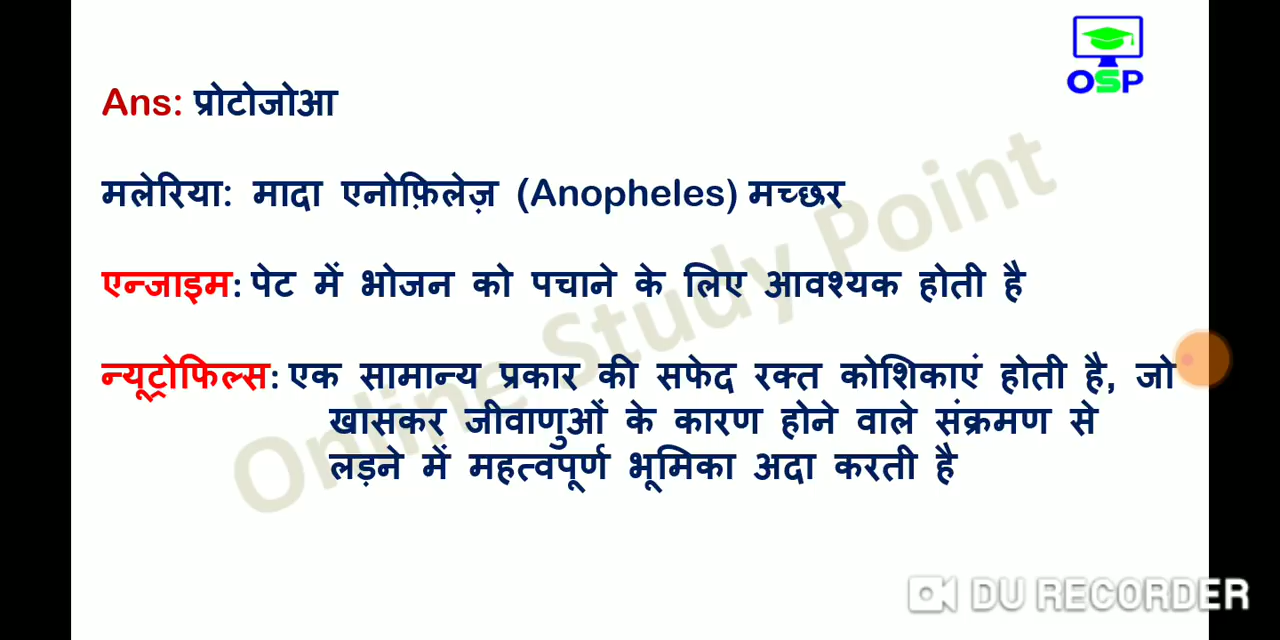 OSP
Ans: प्रोटोजोआ
मलेरिया: मादा एनोफ़िलेज़ (Anopheles) मच्छर
एन्जाइम: पेट में भोजन को पचाने के लिए आवश्यक होती है
न्यूट्रोफिल्स: एक सामान्य प्रकार की सफेद रक्त कोशिकाएं होती है, जो
खासकर जीवाणुओं के कारण होने वाले संक्रमण से
लड़ने में महत्वपूर्ण भूमिका अदा करती है
Online Study Point
DU RECORDER